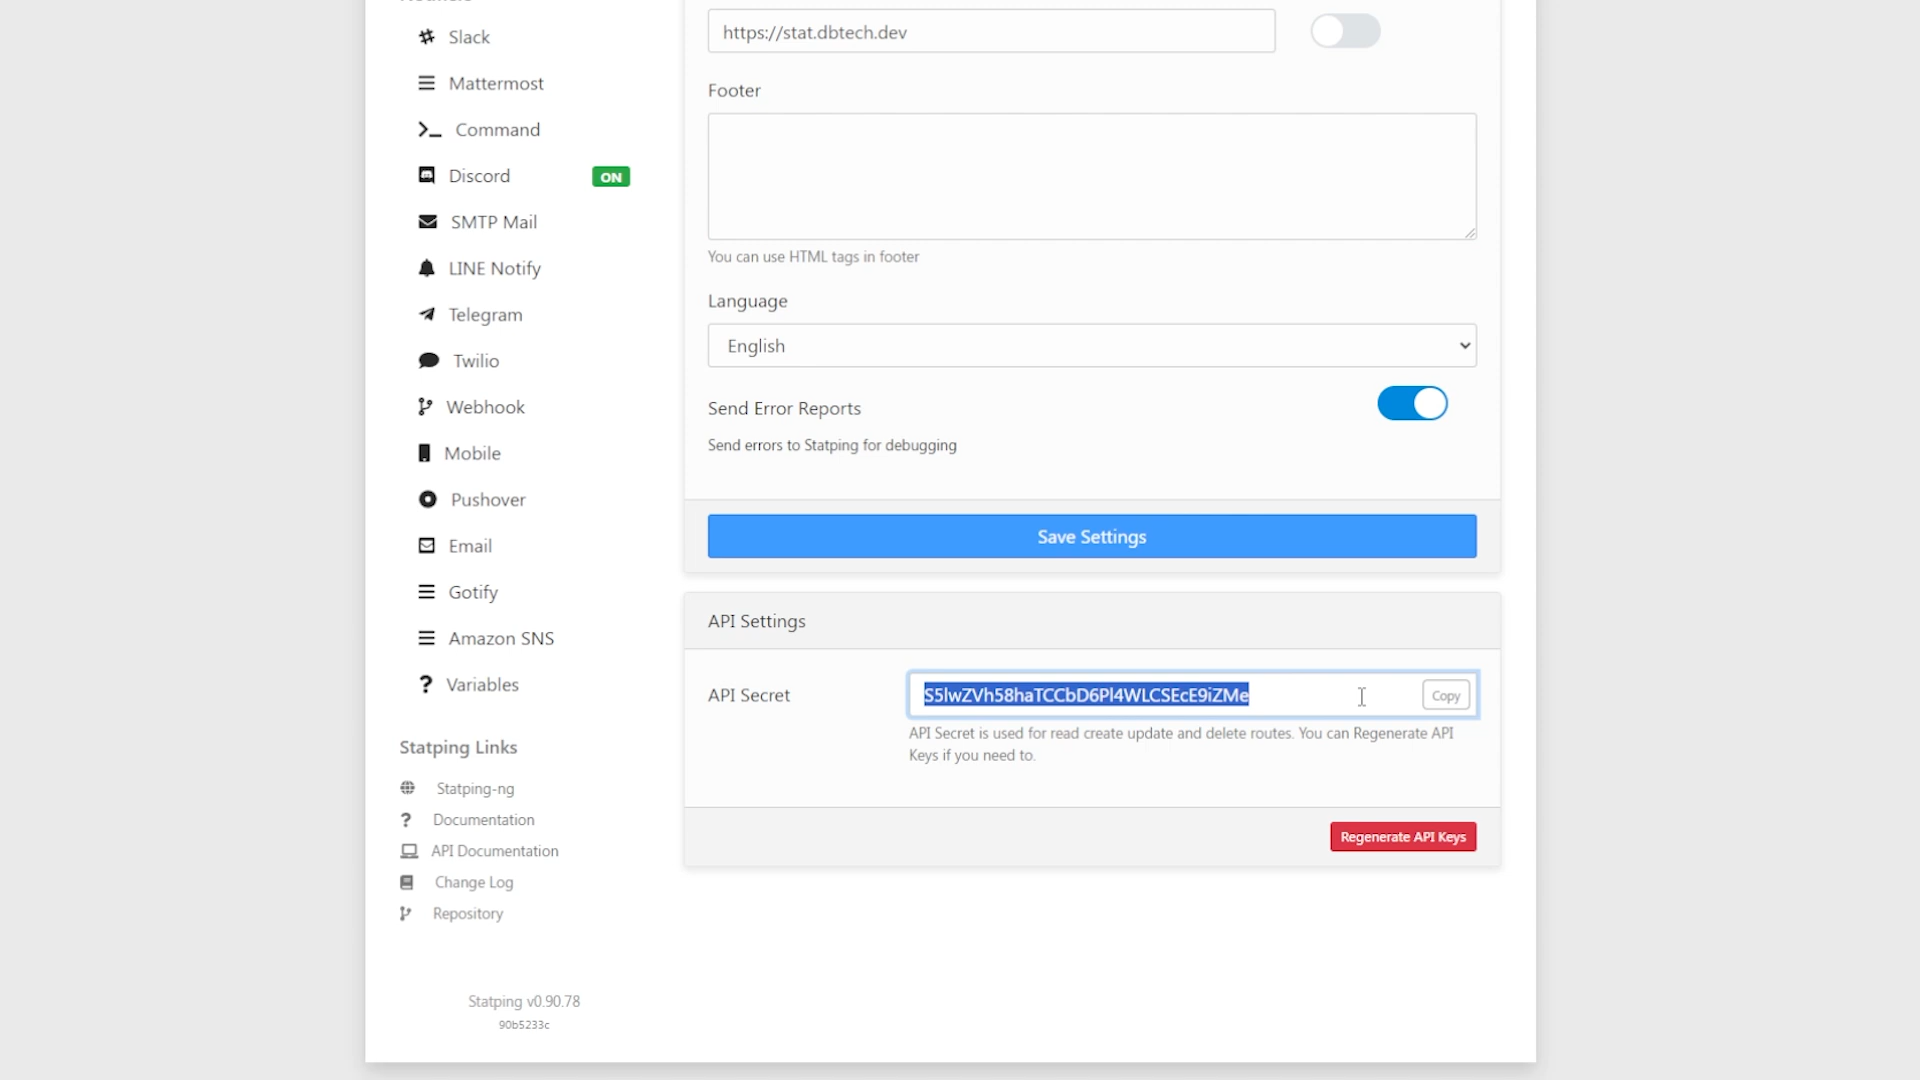 Slack
Mattermost
Command
Discord
ON
SMTP Mail
LINE Notify
Telegram
Twilio
Webhook
Mobile
Pushover
Email
Gotify
Amazon SNS
Variables
Statping Links
Statping-ng
Documentation
API Documentation
Change Log
Repository
Statping v0.90.78
90b5233c
https://stat.dbtech.dev
Footer
You can use HTML tags in footer
Language
English
Send Error Reports
Send errors to Statping for debugging
Save Settings
API Settings
API Secret
S5lwZVh58haTCCbD6Pl4WLCSEcE9iZMe
Copy
API Secret is used for read create update and delete routes. You can Regenerate API
Keys if you need to.
Regenerate API Keys